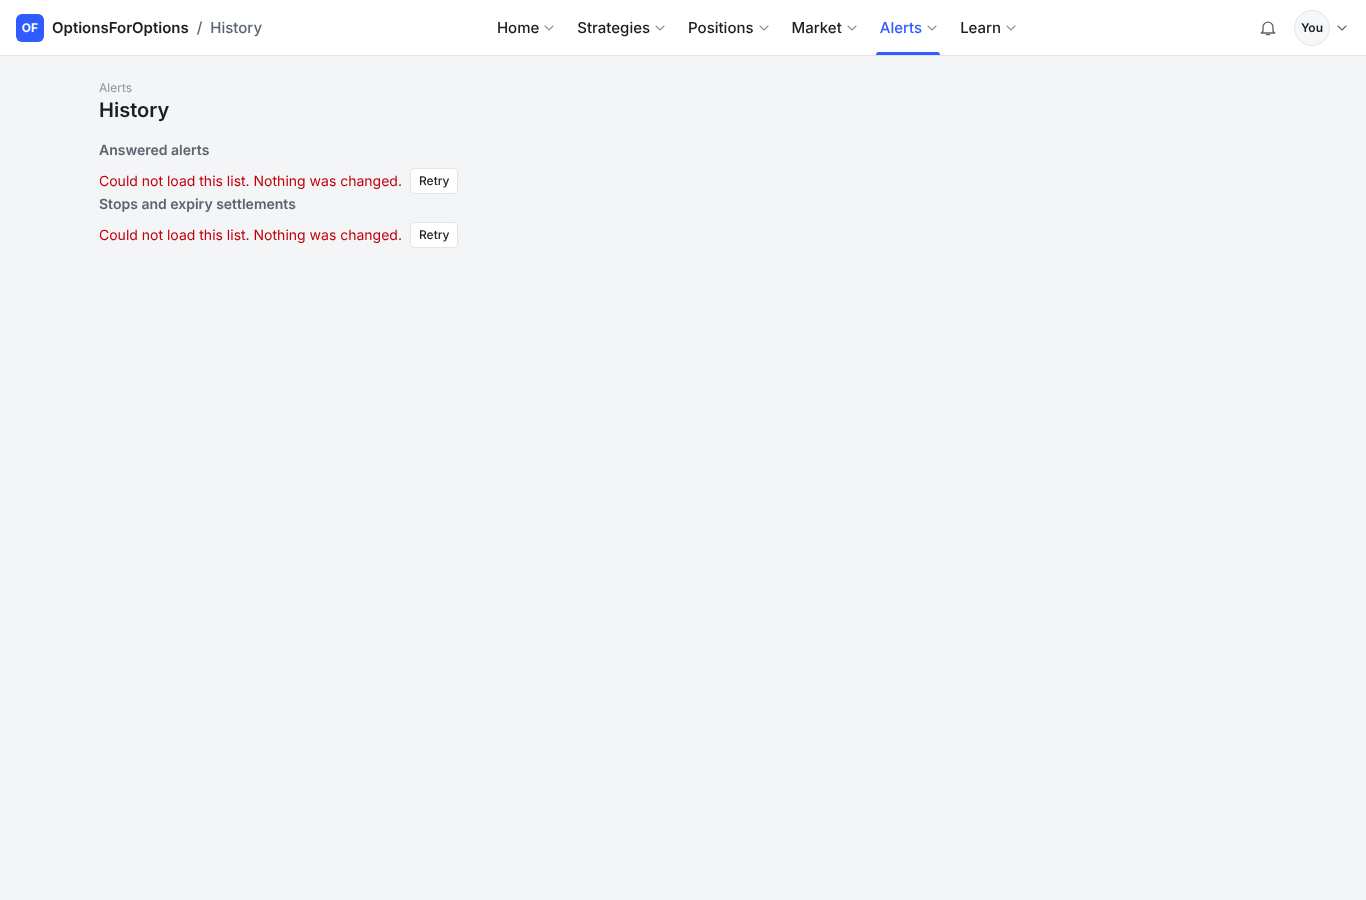 OF OptionsForOptions / History Home Strategies Positions Market Alerts Learn You
Alerts
History
Answered alerts
Could not load this list. Nothing was changed. Retry
Stops and expiry settlements
Could not load this list. Nothing was changed. Retry